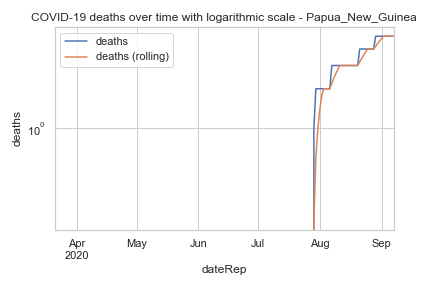 COVID-19 deaths over time with logarithmic scale - Papua_New_Guinea
deaths
deaths (rolling)
deaths
10⁰
Apr
2020
May
Jun
Jul
Aug
Sep
dateRep